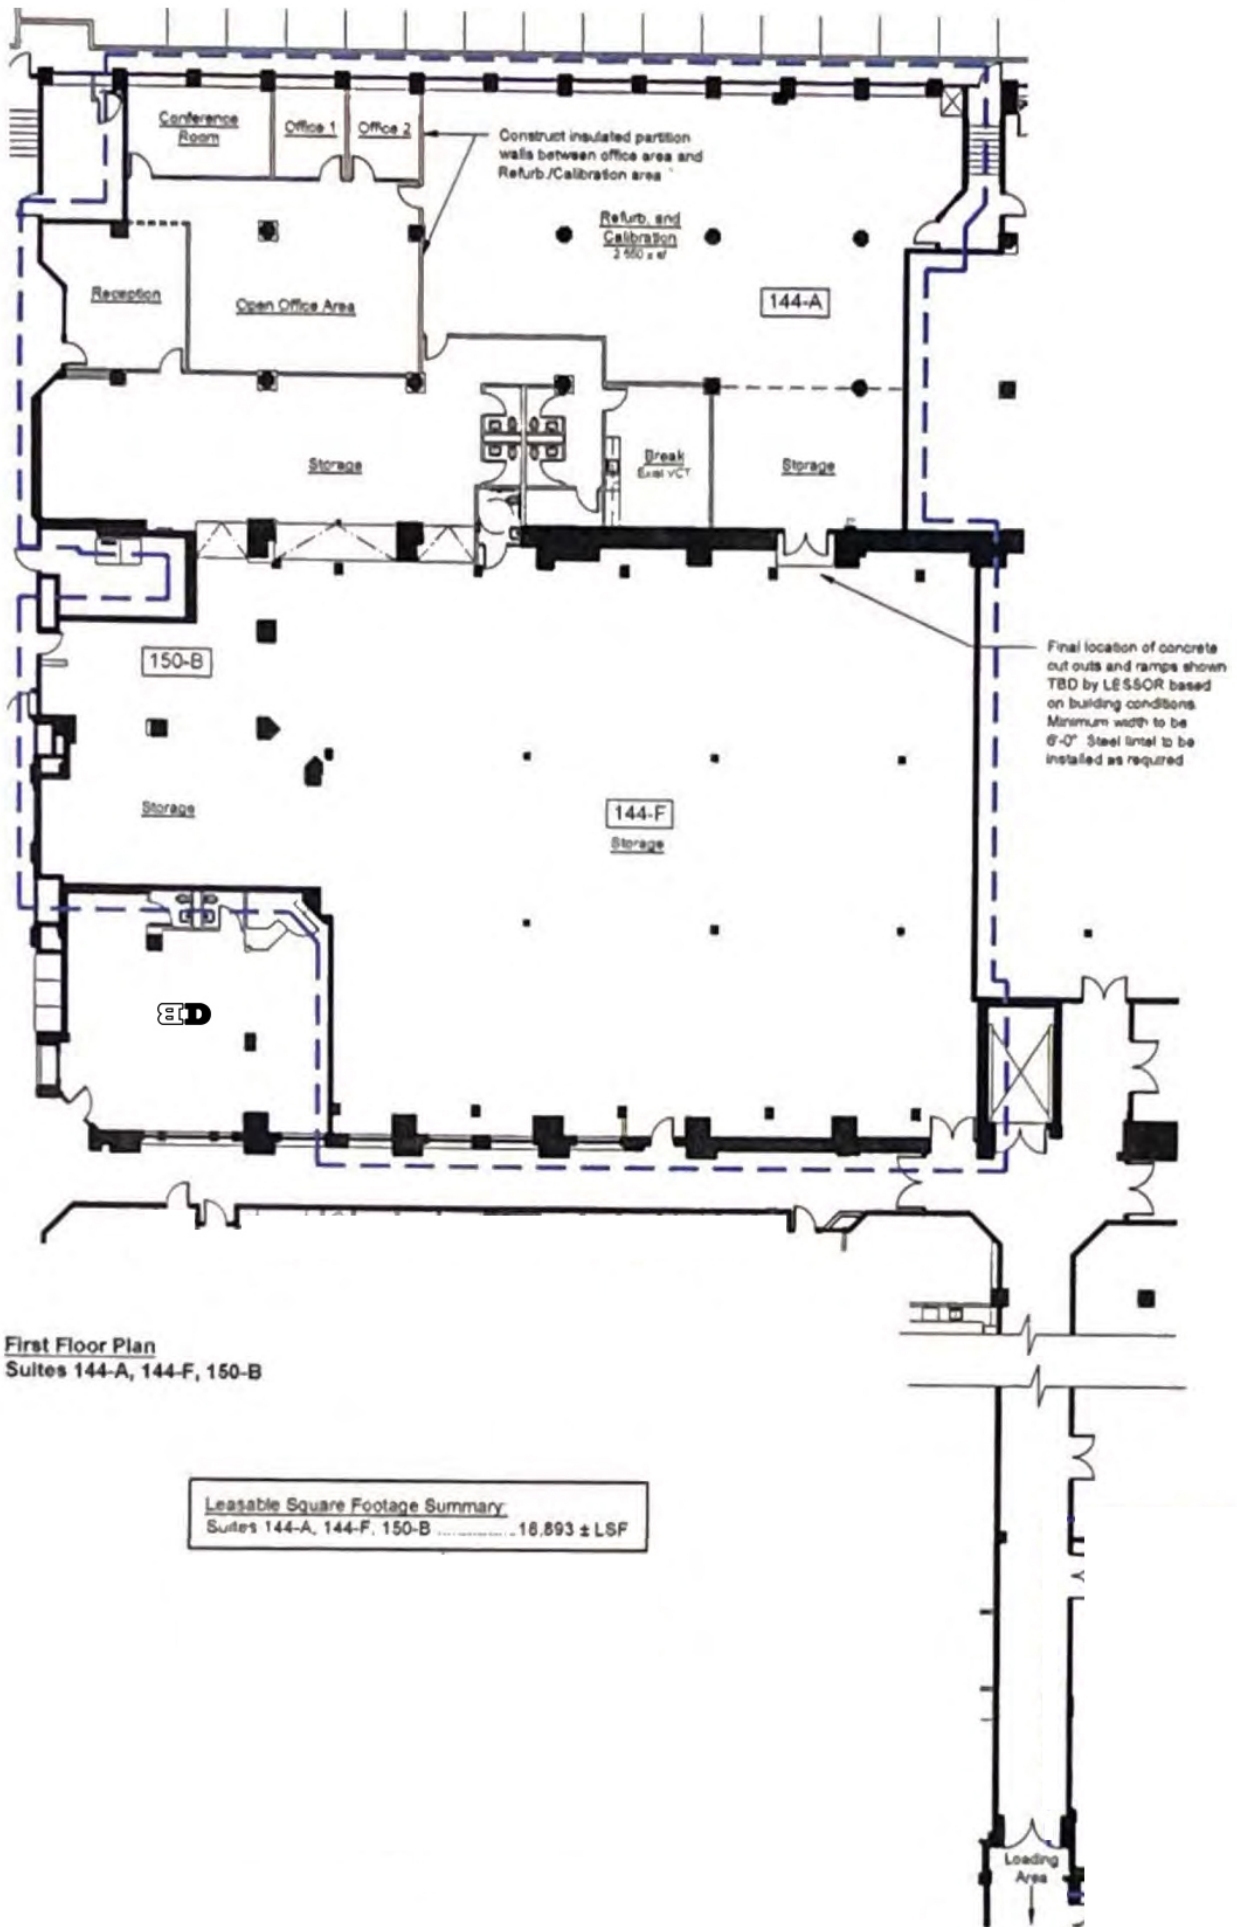 Conference
Room
Office 1
Office 2
Construct insulated partition
walls between office area and
Refurb./Calibration area
Refurb. and
Calibration
Reception
Open Office Area
144-A
Storage
Break
Exist VCT
Storage
150-B
Final location of concrete
cut outs and ramps shown
TBD by LESSOR based
on building conditions.
Minimum width to be
6'-0" Steel lintel to be
installed as required
Storage
144-F
Storage
First Floor Plan
Suites 144-A, 144-F, 150-B
Leasable Square Footage Summary:
Suites 144-A, 144-F, 150-B .............. 16,893 ± LSF
Loading
Area